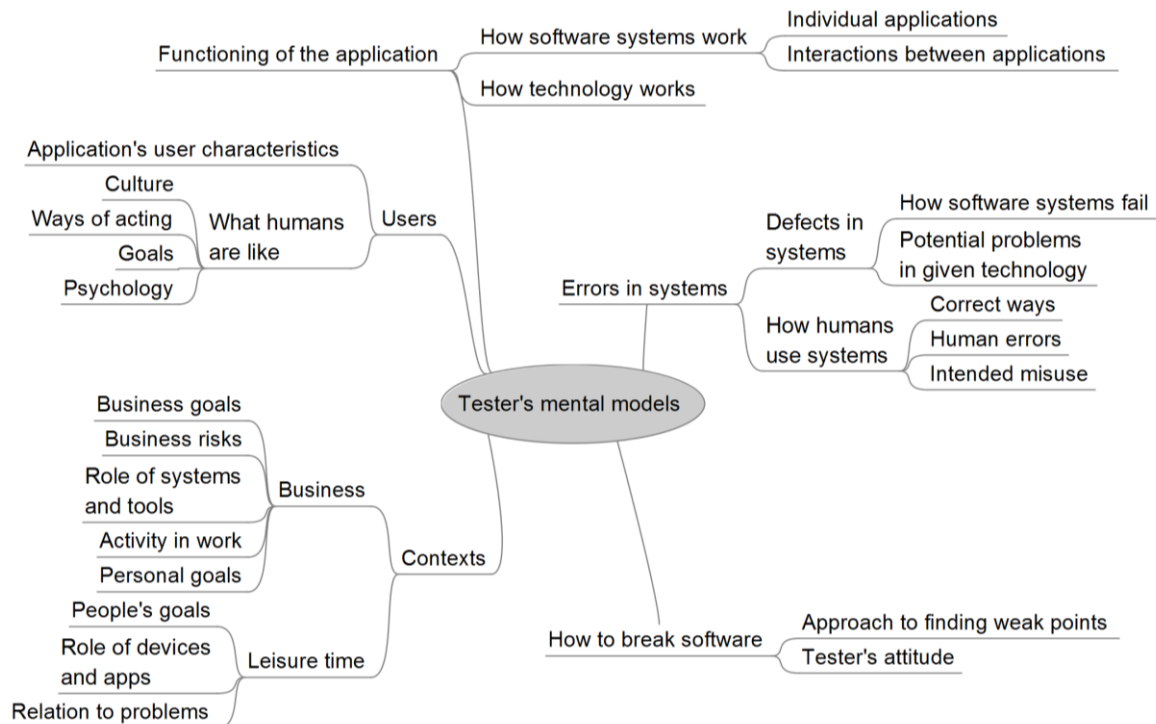 Functioning of the application
How software systems work
Individual applications
Interactions between applications
How technology works
Application's user characteristics
Culture
Ways of acting
Goals
Psychology
What humans
are like
Users
Errors in systems
Defects in
systems
How software systems fail
Potential problems
in given technology
How humans
use systems
Correct ways
Human errors
Intended misuse
Tester's mental models
Business goals
Business risks
Role of systems
and tools
Activity in work
Personal goals
Business
Contexts
People's goals
Role of devices
and apps
Relation to problems
Leisure time
How to break software
Approach to finding weak points
Tester's attitude